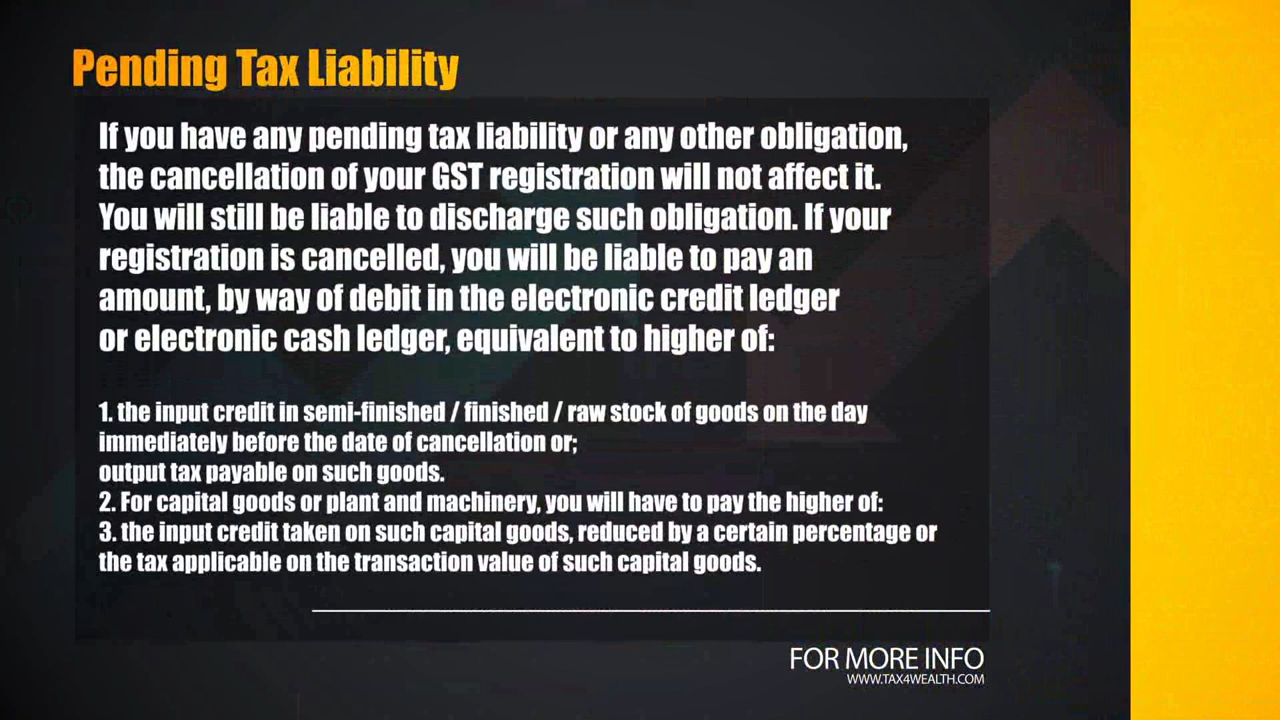 Pending Tax Liability
If you have any pending tax liability or any other obligation,
the cancellation of your GST registration will not affect it.
You will still be liable to discharge such obligation. If your
registration is cancelled, you will be liable to pay an
amount, by way of debit in the electronic credit ledger
or electronic cash ledger, equivalent to higher of:
1. the input credit in semi-finished / finished / raw stock of goods on the day
immediately before the date of cancellation or;
output tax payable on such goods.
2. For capital goods or plant and machinery, you will have to pay the higher of:
3. the input credit taken on such capital goods, reduced by a certain percentage or
the tax applicable on the transaction value of such capital goods.
FOR MORE INFO
WWW.TAX4WEALTH.COM